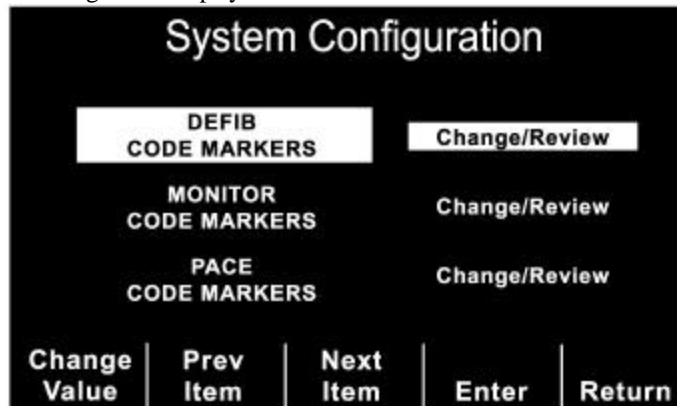 System Configuration
DEFIB
CODE MARKERS
Change/Review
MONITOR
CODE MARKERS
Change/Review
PACE
CODE MARKERS
Change/Review
Change Value
Prev Item
Next Item
Enter
Return